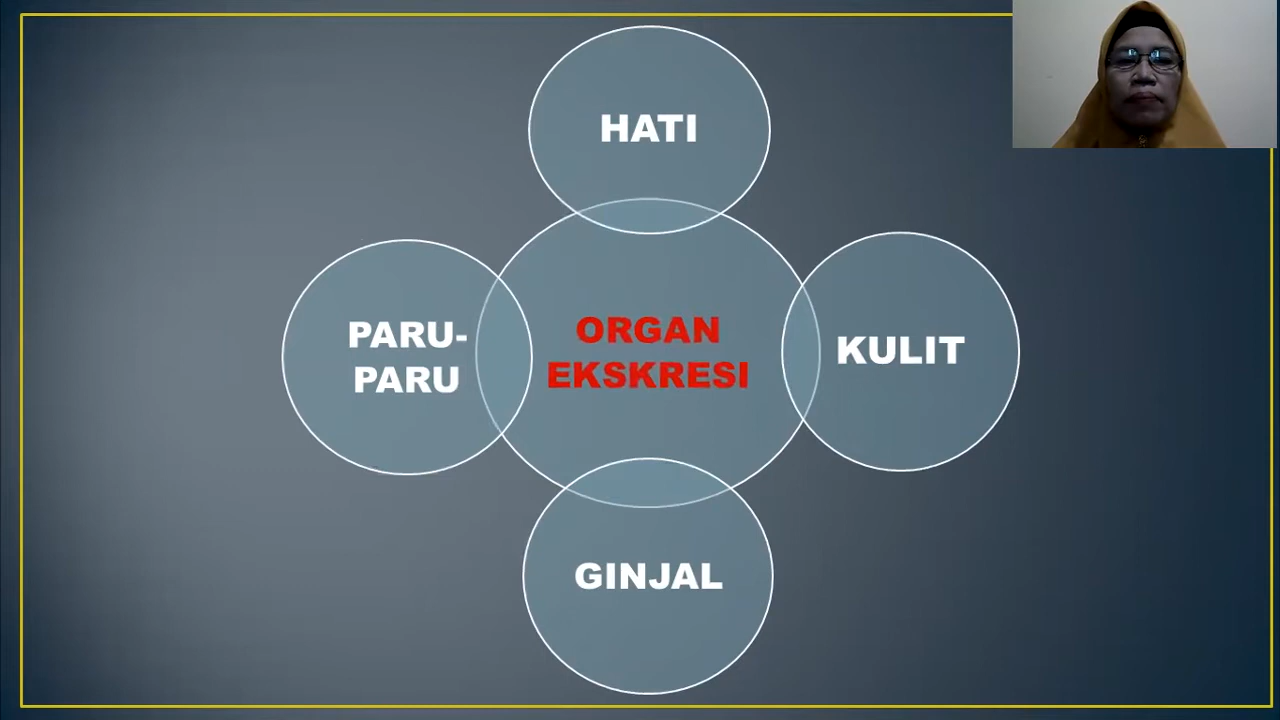 HATI
PARU-
PARU
ORGAN
EKSKRESI
KULIT
GINJAL